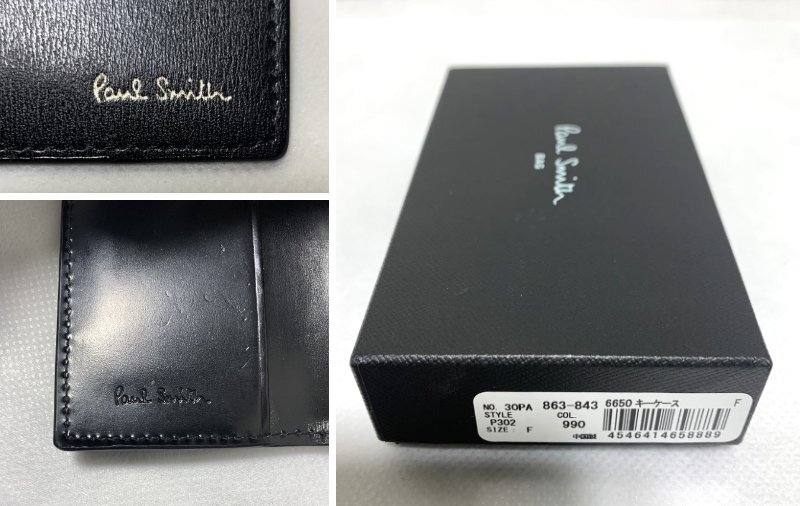 Paul Smith
Paul Smith
Paul Smith
BAG
NO. 30PA 863-843 6650 キーケース F
STYLE COL.
P302 990
SIZE: F
4546414658889